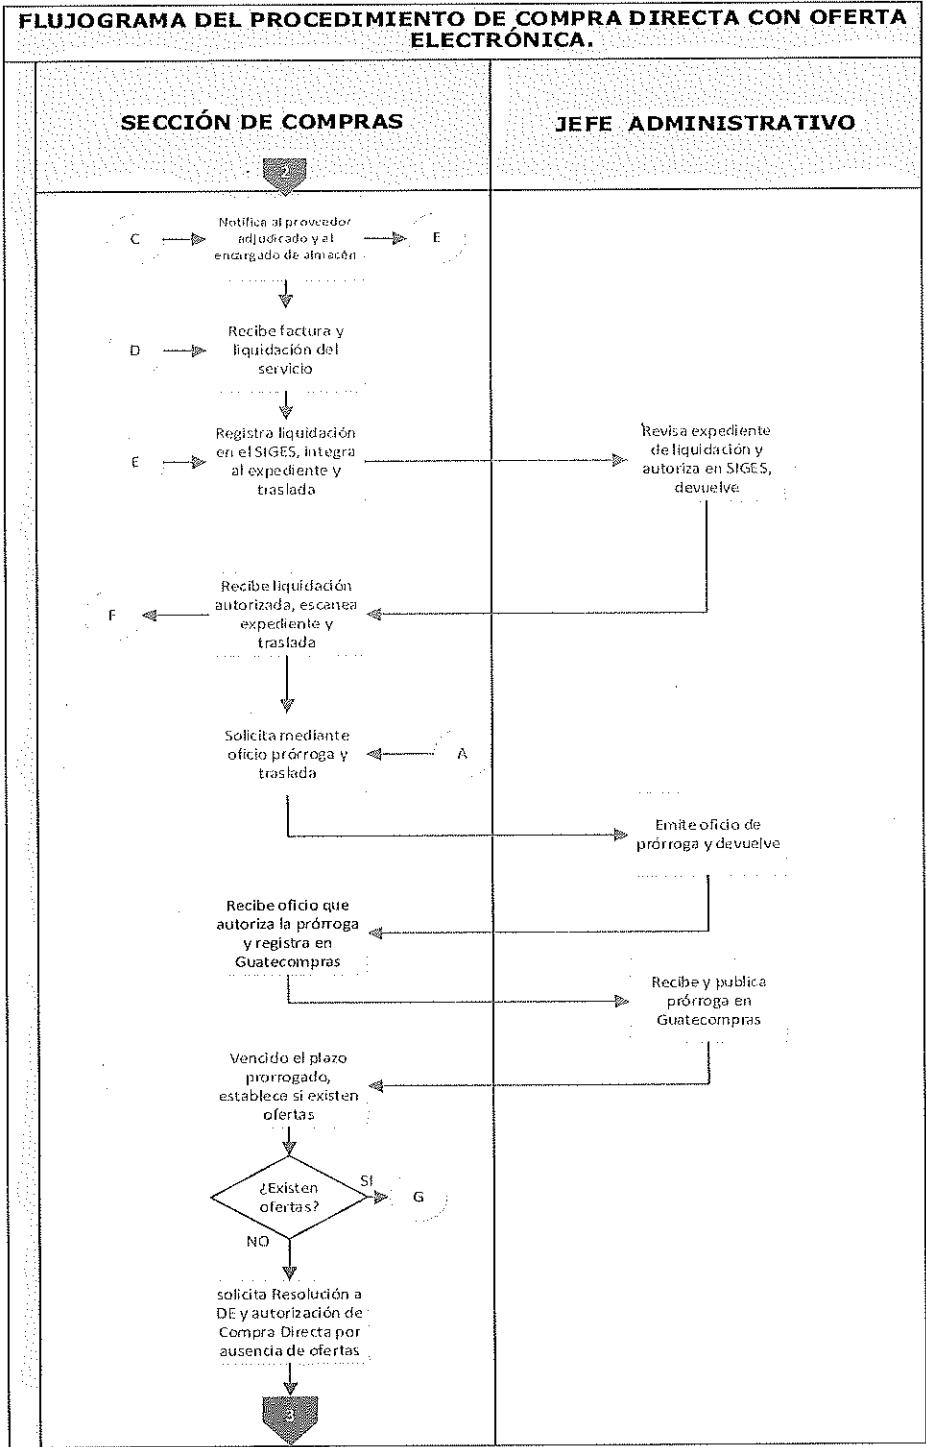 FLUJOGRAMA DEL PROCEDIMIENTO DE COMPRA DIRECTA CON OFERTA
ELECTRÓNICA.
SECCIÓN DE COMPRAS
JEFE ADMINISTRATIVO
2
C
Notifica al proveedor
adjudicado y al
encargado de almacén
E
D
Recibe factura y
liquidación del
servicio
E
Registra liquidación
en el SIGES, integra
al expediente y
traslada
Revisa expediente
de liquidación y
autoriza en SIGES,
devuelve
F
Recibe liquidación
autorizada, escanea
expediente y
traslada
Solicita mediante
oficio prórroga y
traslada
A
Emite oficio de
prórroga y devuelve
Recibe oficio que
autoriza la prórroga
y registra en
Guatecompras
Recibe y publica
prórroga en
Guatecompras
Vencido el plazo
prorrogado,
establece si existen
ofertas
¿Existen
ofertas?
SI
G
NO
solicita Resolución a
DE y autorización de
Compra Directa por
ausencia de ofertas
3